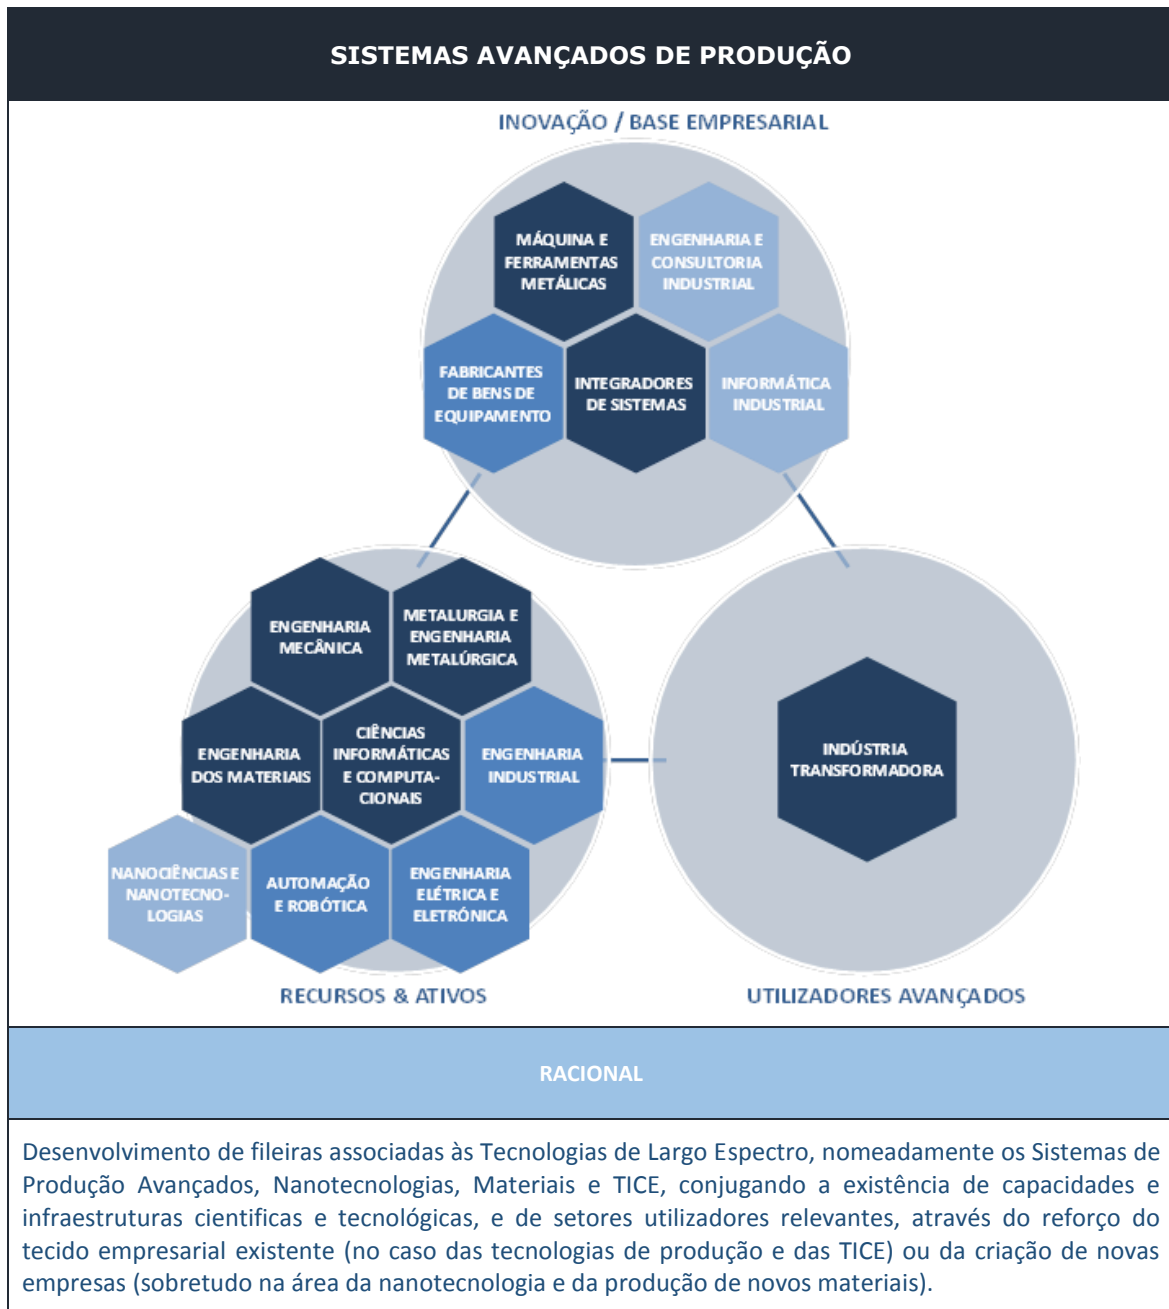 SISTEMAS AVANÇADOS DE PRODUÇÃO
INOVAÇÃO / BASE EMPRESARIAL
MÁQUINA E
FERRAMENTAS
METÁLICAS
ENGENHARIA E
CONSULTORIA
INDUSTRIAL
FABRICANTES
DE BENS DE
EQUIPAMENTO
INTEGRADORES
DE SISTEMAS
INFORMÁTICA
INDUSTRIAL
ENGENHARIA
MECÂNICA
METALURGIA E
ENGENHARIA
METALÚRGICA
ENGENHARIA
DOS MATERIAIS
CIÊNCIAS
INFORMÁTICAS
E COMPUTA-
CIONAIS
ENGENHARIA
INDUSTRIAL
NANOCIÊNCIAS E
NANOTECNO-
LOGIAS
AUTOMAÇÃO
E ROBÓTICA
ENGENHARIA
ELÉTRICA E
ELETRÓNICA
INDÚSTRIA
TRANSFORMADORA
RECURSOS & ATIVOS
UTILIZADORES AVANÇADOS
RACIONAL
Desenvolvimento de fileiras associadas às Tecnologias de Largo Espectro, nomeadamente os Sistemas de
Produção Avançados, Nanotecnologias, Materiais e TICE, conjugando a existência de capacidades e
infraestruturas cientificas e tecnológicas, e de setores utilizadores relevantes, através do reforço do
tecido empresarial existente (no caso das tecnologias de produção e das TICE) ou da criação de novas
empresas (sobretudo na área da nanotecnologia e da produção de novos materiais).